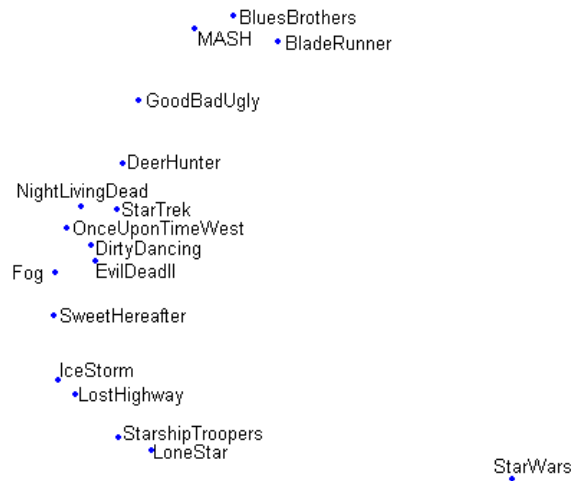 BluesBrothers
MASH
BladeRunner
GoodBadUgly
DeerHunter
NightLivingDead
StarTrek
OnceUponTimeWest
DirtyDancing
EvilDeadII
Fog
SweetHereafter
IceStorm
LostHighway
StarshipTroopers
LoneStar
StarWars